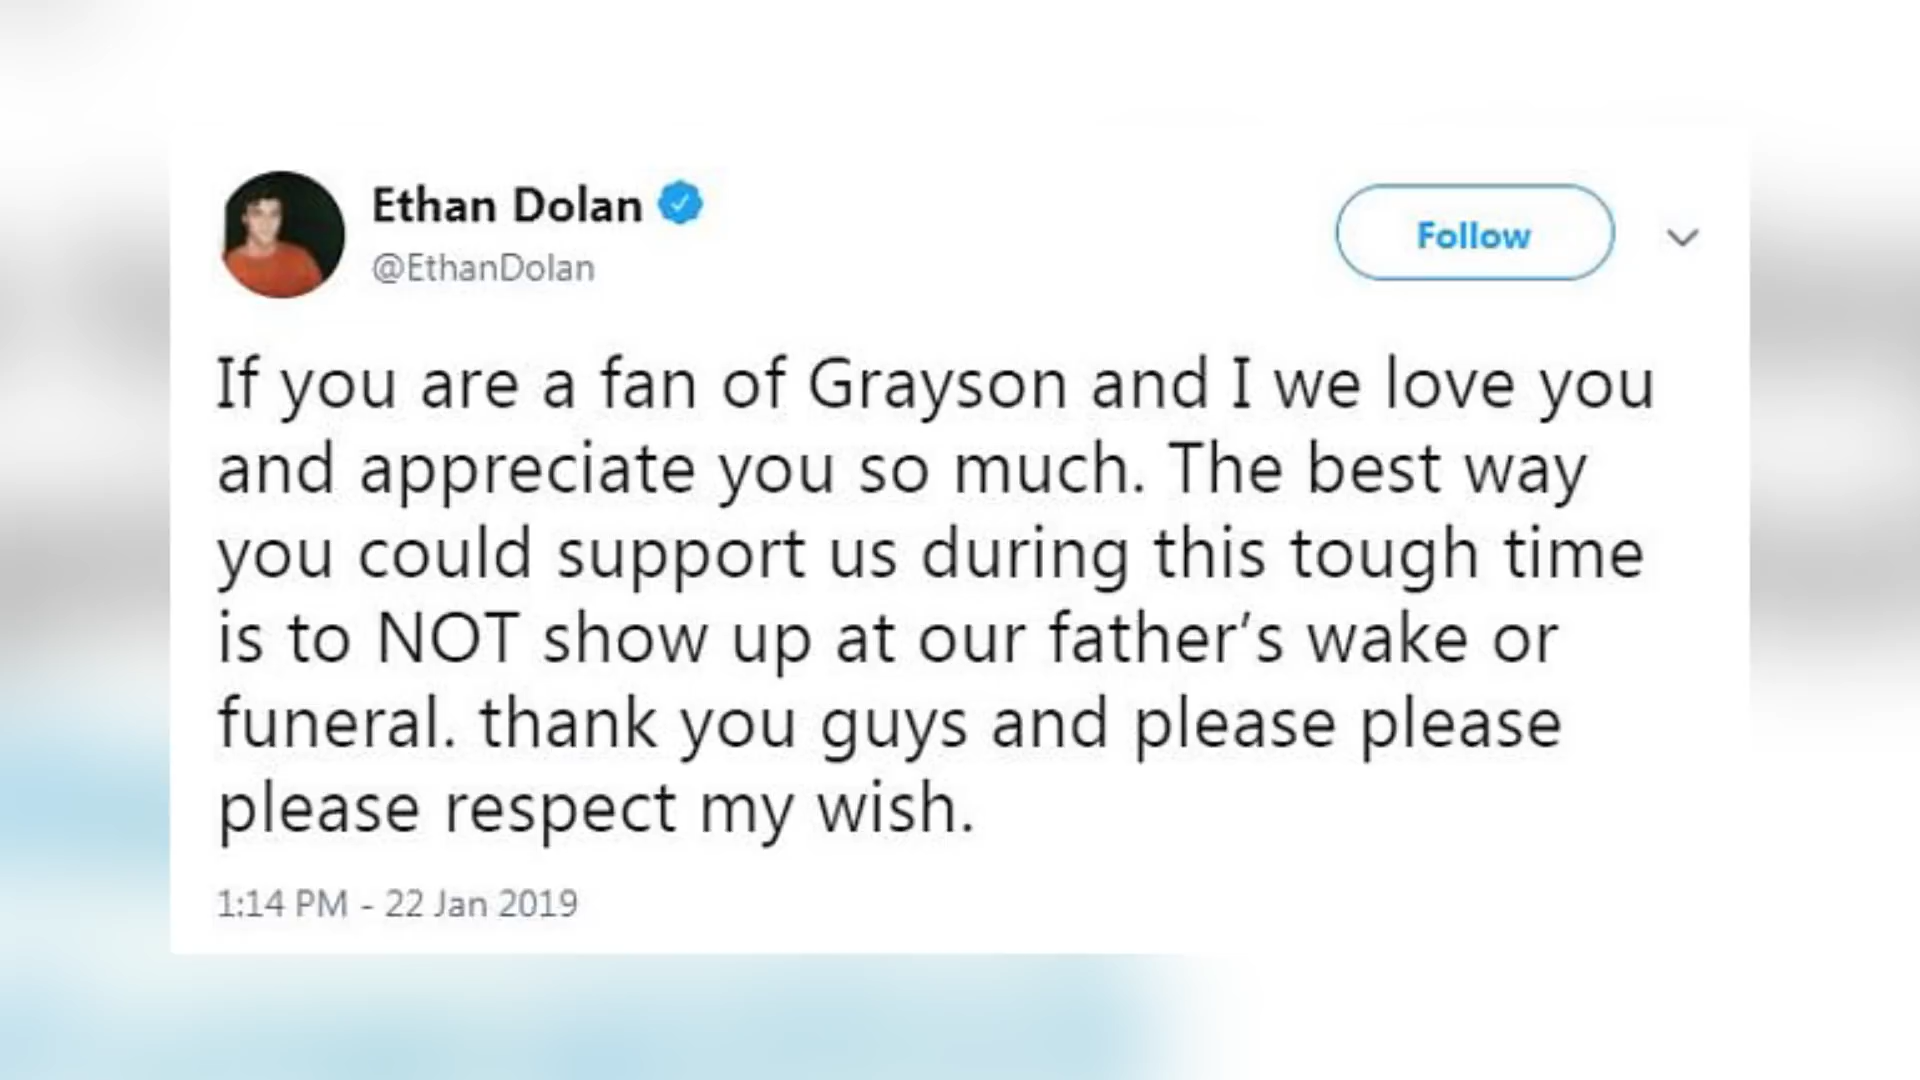 Ethan Dolan
@EthanDolan
Follow
If you are a fan of Grayson and I we love you
and appreciate you so much. The best way
you could support us during this tough time
is to NOT show up at our father’s wake or
funeral. thank you guys and please please
please respect my wish.
1:14 PM - 22 Jan 2019